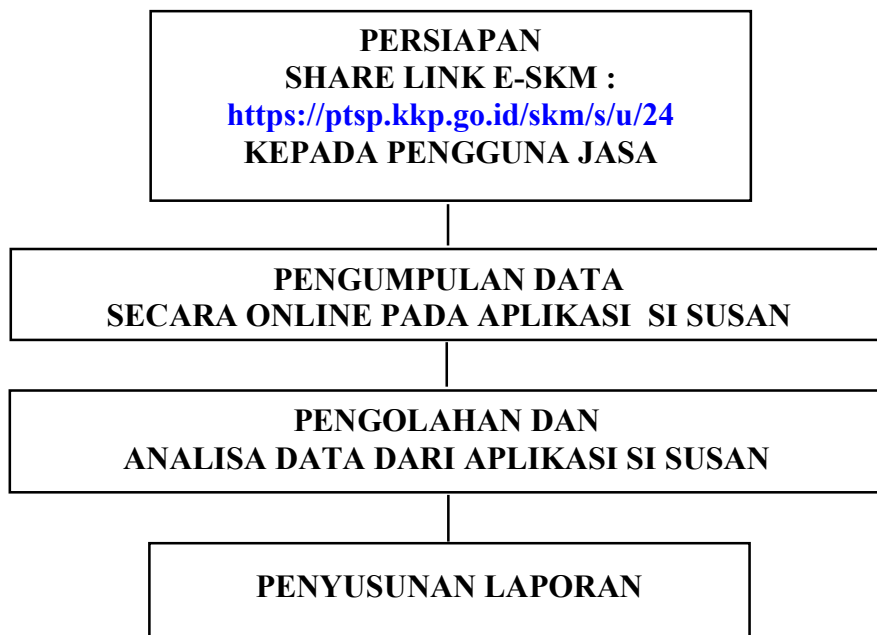 PERSIAPAN
SHARE LINK E-SKM :
https://ptsp.kkp.go.id/skm/s/u/24
KEPADA PENGGUNA JASA
PENGUMPULAN DATA
SECARA ONLINE PADA APLIKASI SI SUSAN
PENGOLAHAN DAN
ANALISA DATA DARI APLIKASI SI SUSAN
PENYUSUNAN LAPORAN